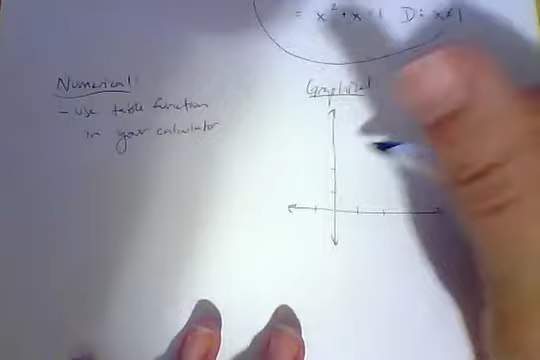 = x² + x + 1 D: x ≠ 1
Numerical
Graphical
- use table function
in your calculator